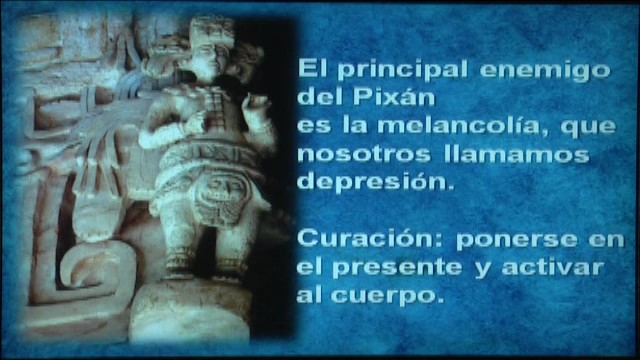 El principal enemigo
del Pixán
es la melancolía, que
nosotros llamamos
depresión.
Curación: ponerse en
el presente y activar
al cuerpo.